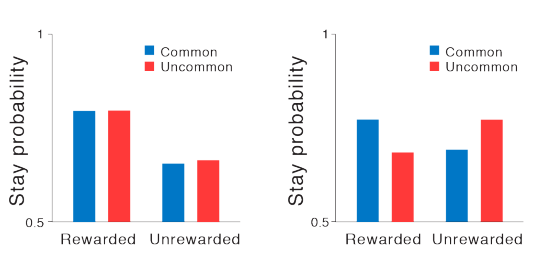 1
Common
Uncommon
Stay probability
0.5
Rewarded Unrewarded
1
Common
Uncommon
Stay probability
0.5
Rewarded Unrewarded